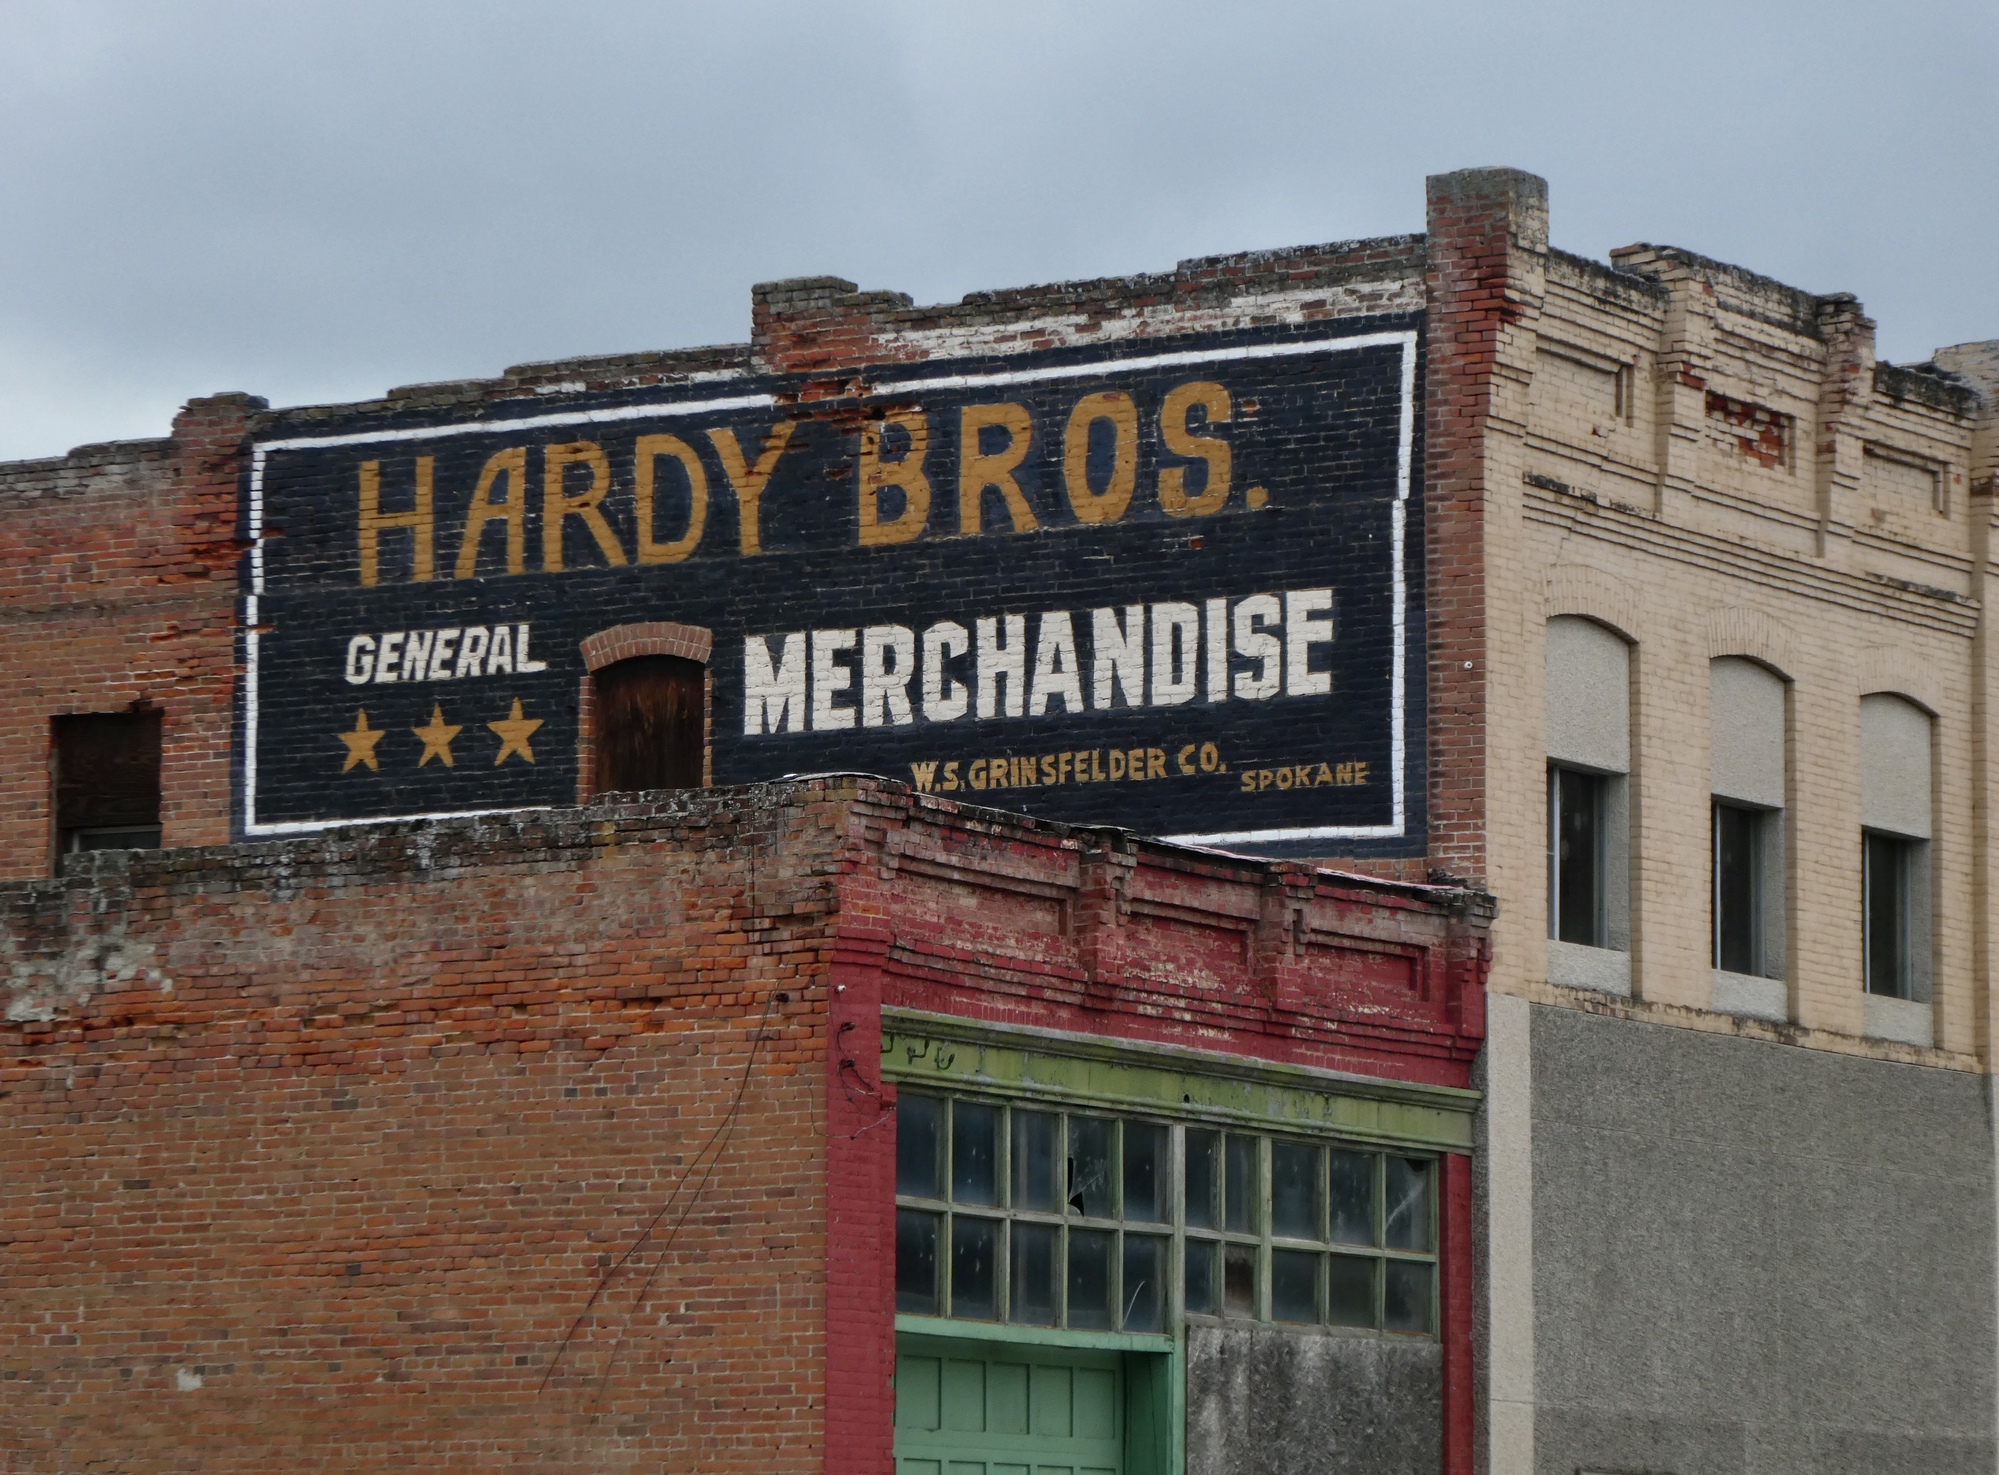 HARDY BROS.
GENERAL
MERCHANDISE
W.S. GRINSFELDER CO. SPOKANE